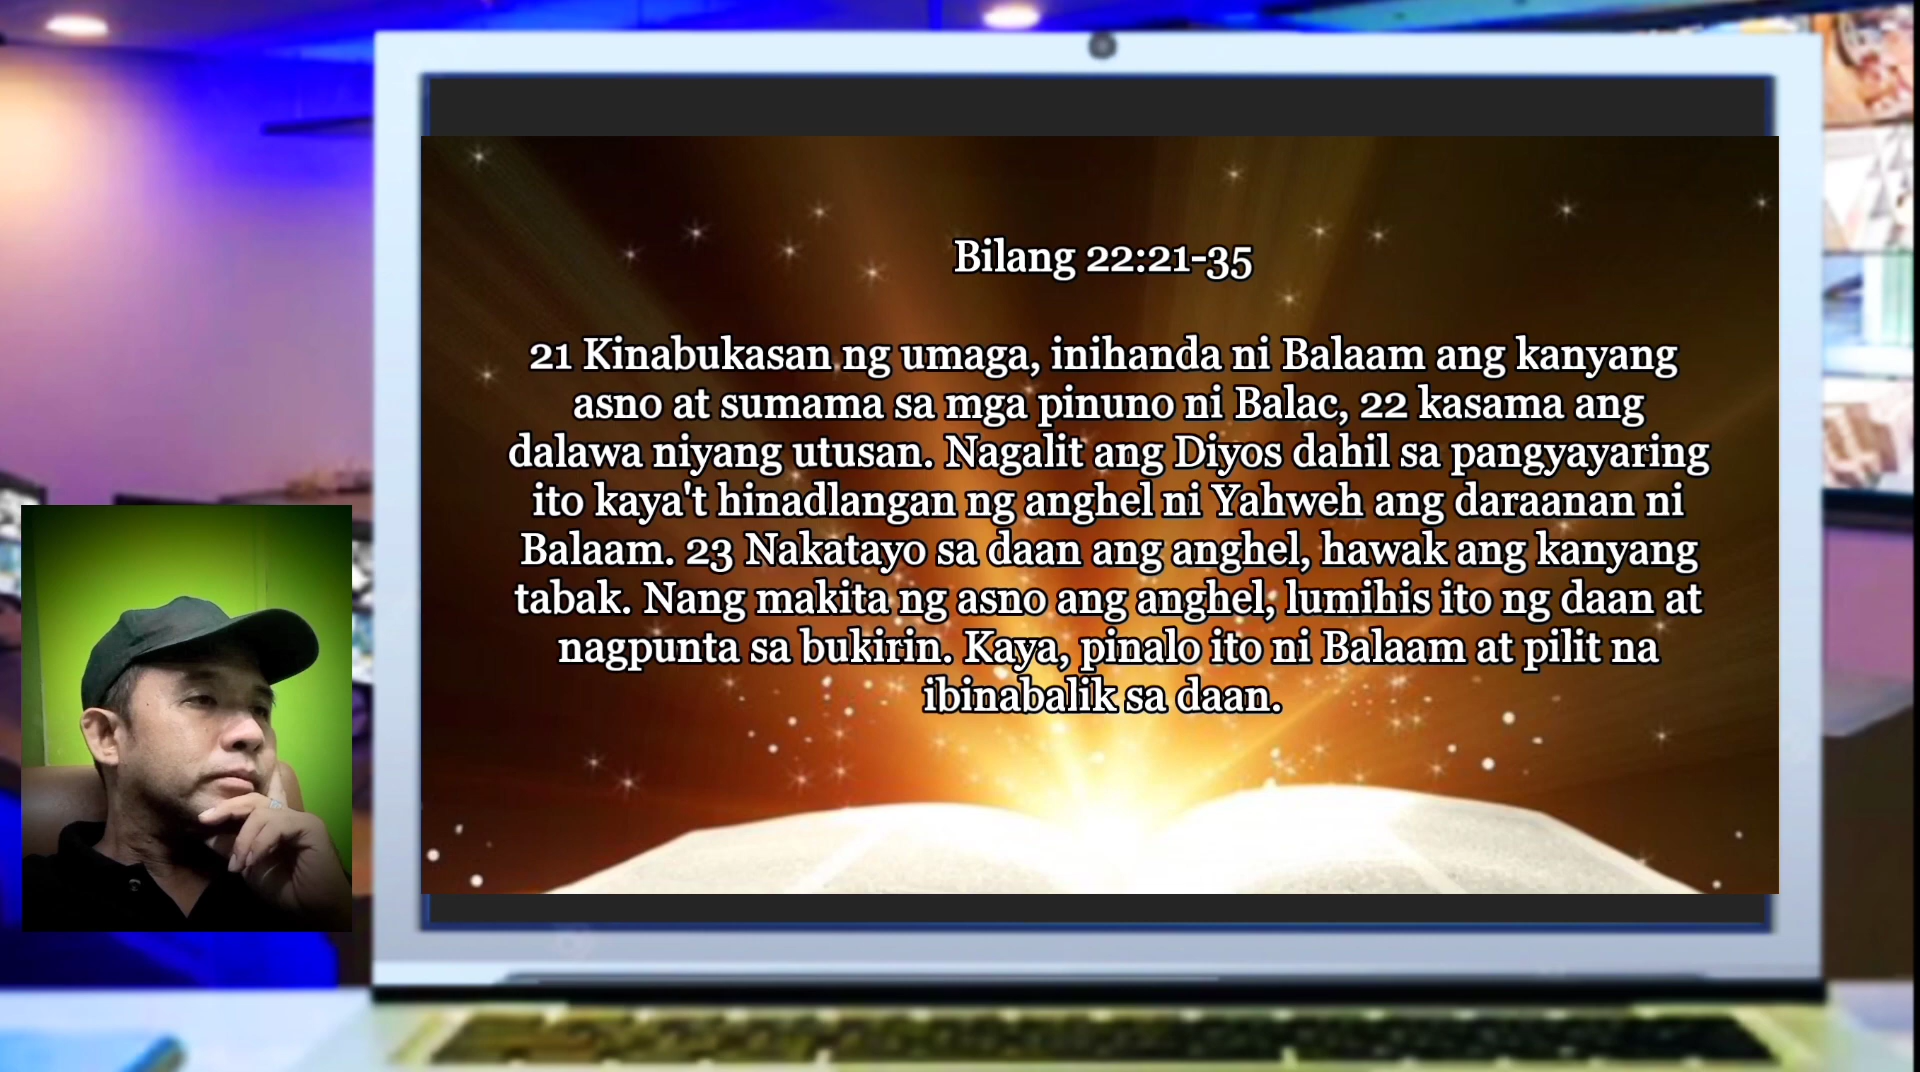 Bilang 22:21-35
21 Kinabukasan ng umaga, inihanda ni Balaam ang kanyang
asno at sumama sa mga pinuno ni Balac, 22 kasama ang
dalawa niyang utusan. Nagalit ang Diyos dahil sa pangyayaring
ito kaya't hinadlangan ng anghel ni Yahweh ang daraanan ni
Balaam. 23 Nakatayo sa daan ang anghel, hawak ang kanyang
tabak. Nang makita ng asno ang anghel, lumihis ito ng daan at
nagpunta sa bukirin. Kaya, pinalo ito ni Balaam at pilit na
ibinabalik sa daan.